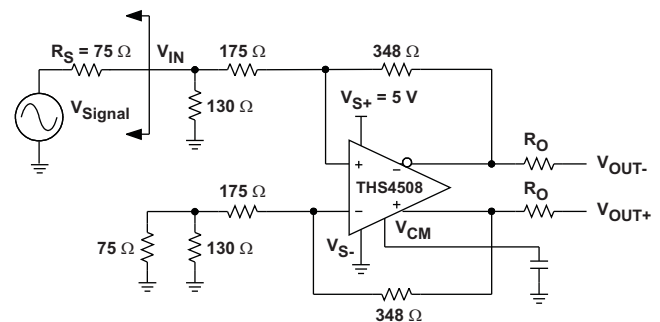 R_S = 75 Ω
V_IN
175 Ω
348 Ω
130 Ω
V_Signal
V_S+ = 5 V
+
−
THS4508
−
+
R_O
V_OUT-
R_O
V_OUT+
175 Ω
V_CM
V_S-
75 Ω
130 Ω
348 Ω